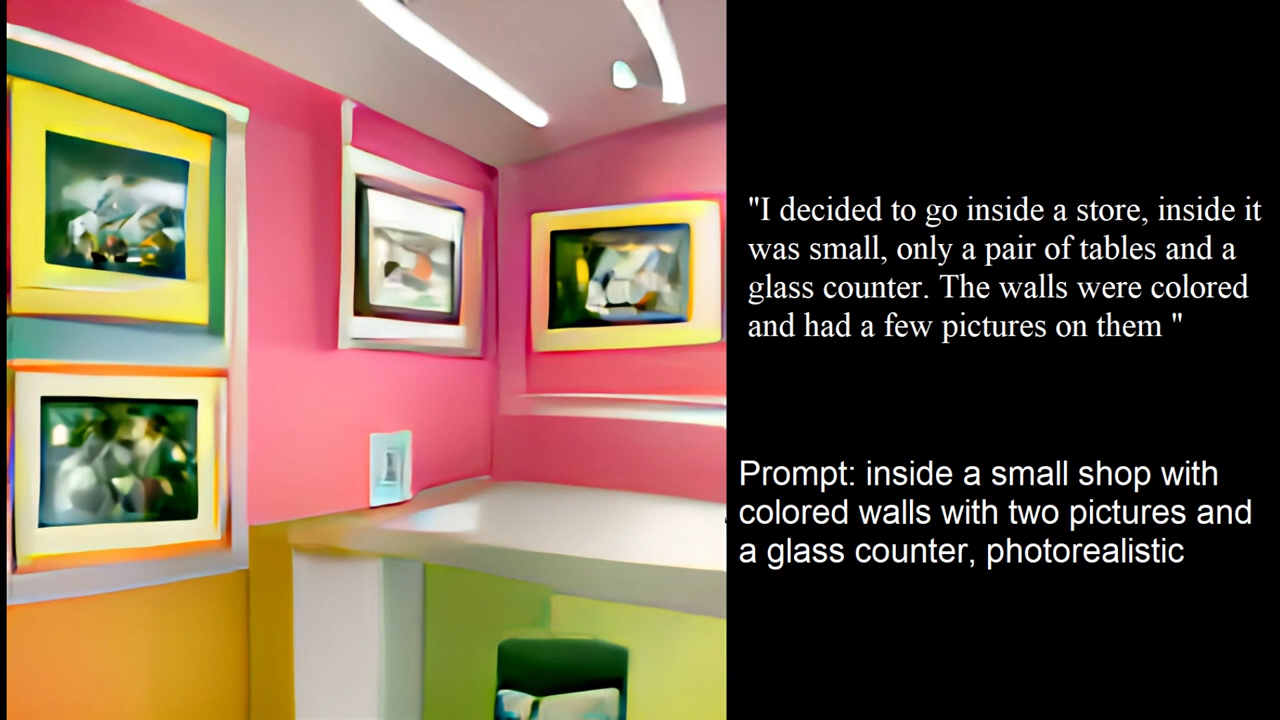 "I decided to go inside a store, inside it
was small, only a pair of tables and a
glass counter. The walls were colored
and had a few pictures on them "
Prompt: inside a small shop with
colored walls with two pictures and
a glass counter, photorealistic